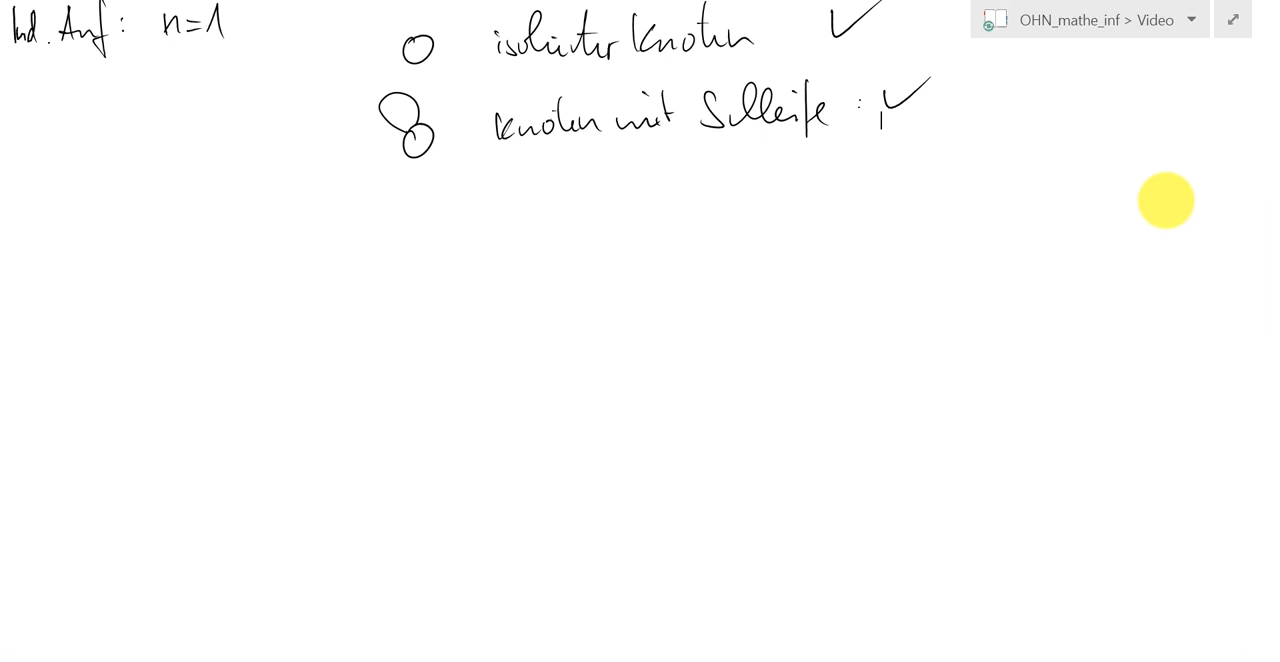 Ind. Anf: n=1
isolierter Knoten ✓
Knoten mit Schleife : ✓
OHN_mathe_inf > Video